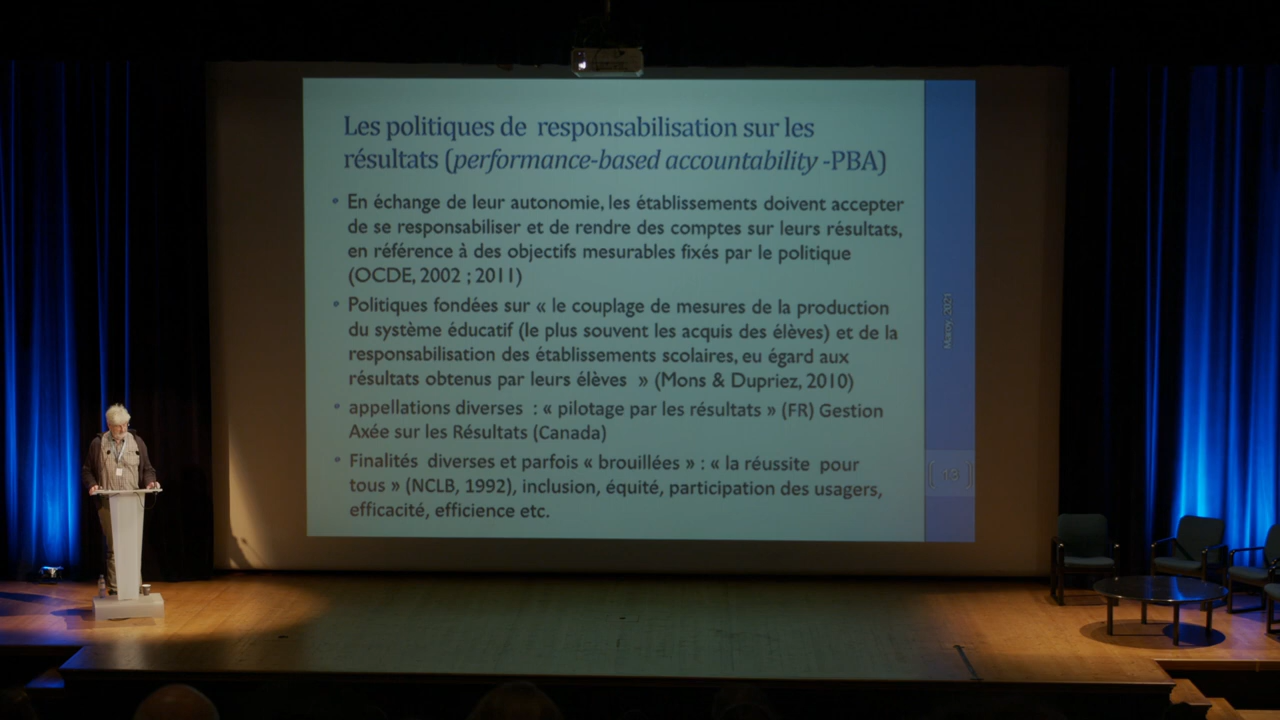 Les politiques de responsabilisation sur les
résultats (performance-based accountability -PBA)
• En échange de leur autonomie, les établissements doivent accepter
de se responsabiliser et de rendre des comptes sur leurs résultats,
en référence à des objectifs mesurables fixés par le politique
(OCDE, 2002 ; 2011)
• Politiques fondées sur « le couplage de mesures de la production
du système éducatif (le plus souvent les acquis des élèves) et de la
responsabilisation des établissements scolaires, eu égard aux
résultats obtenus par leurs élèves » (Mons & Dupriez, 2010)
• appellations diverses : « pilotage par les résultats » (FR) Gestion
Axée sur les Résultats (Canada)
• Finalités diverses et parfois « brouillées » : « la réussite pour
tous » (NCLB, 1992), inclusion, équité, participation des usagers,
efficacité, efficience etc.
Maroy, 2021